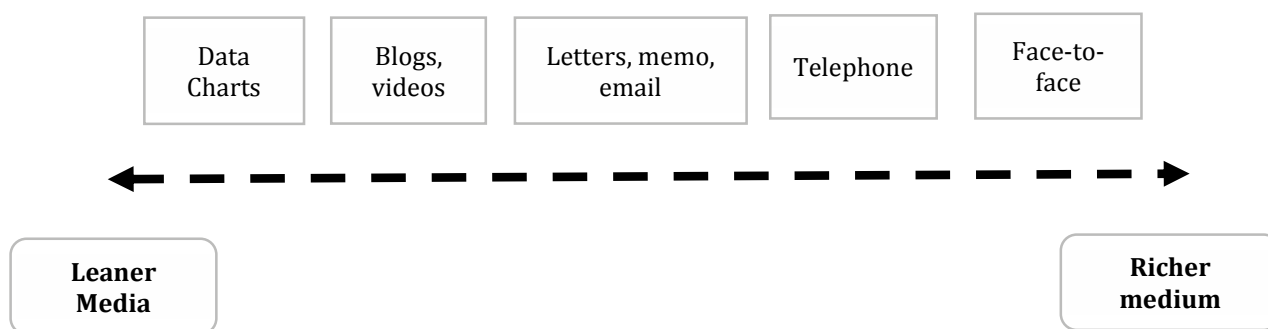 Data
Charts
Blogs,
videos
Letters, memo,
email
Telephone
Face-to-
face
Leaner
Media
Richer
medium